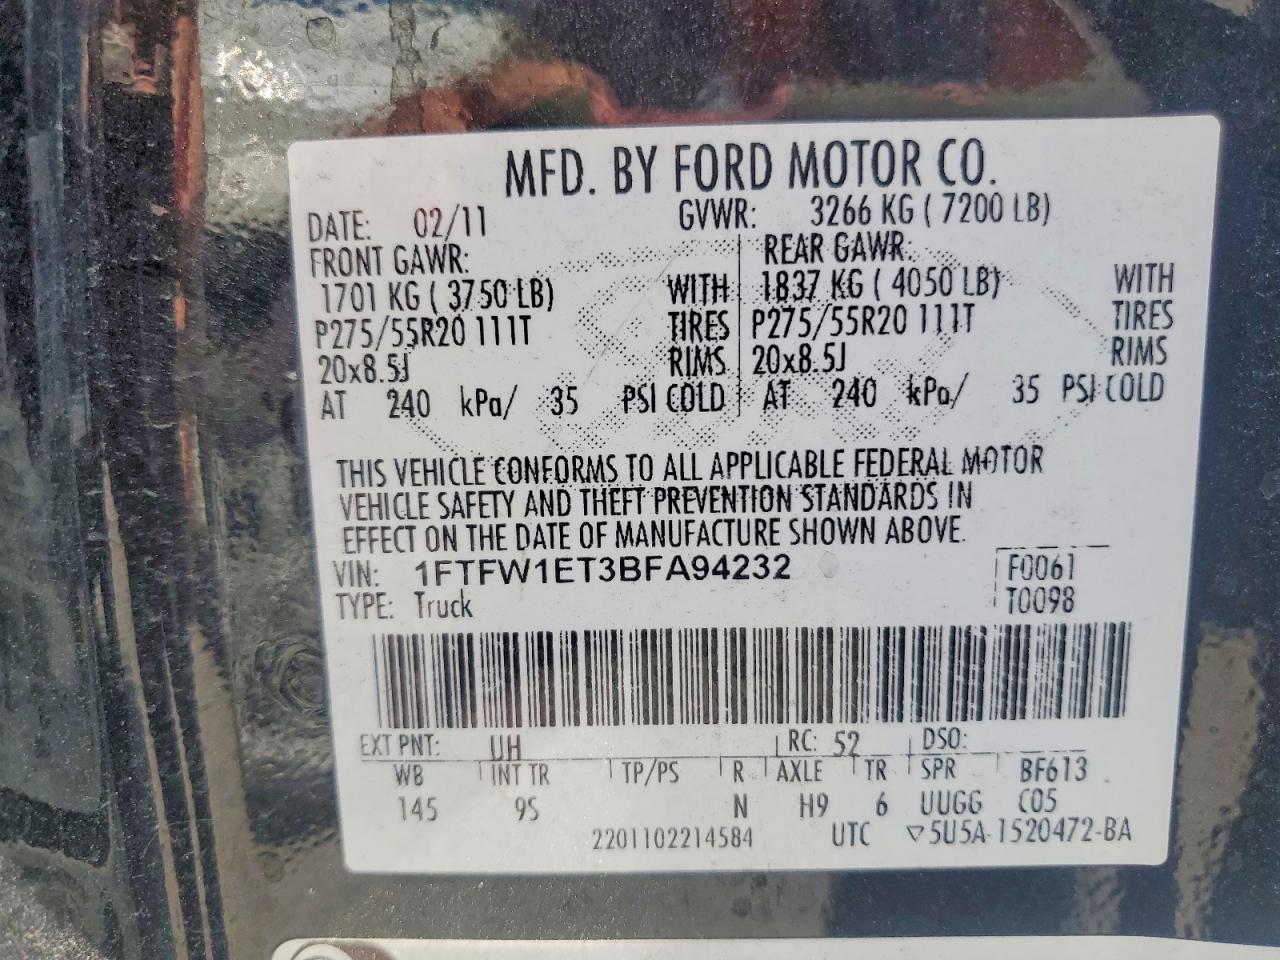 MFD. BY FORD MOTOR CO.
DATE: 02/11 GVWR: 3266 KG ( 7200 LB)
FRONT GAWR: REAR GAWR:
1701 KG ( 3750 LB) WITH 1837 KG ( 4050 LB) WITH
P275/55R20 111T TIRES P275/55R20 111T TIRES
20x8.5J RIMS 20x8.5J RIMS
AT 240 kPa/ 35 PSI COLD AT 240 kPa/ 35 PSI COLD
THIS VEHICLE CONFORMS TO ALL APPLICABLE FEDERAL MOTOR
VEHICLE SAFETY AND THEFT PREVENTION STANDARDS IN
EFFECT ON THE DATE OF MANUFACTURE SHOWN ABOVE.
VIN: 1FTFW1ET3BFA94232 F0061
TYPE: Truck T0098
EXT PNT: UH RC: 52 DSO:
WB INT TR TP/PS R AXLE TR SPR BF613
145 9S N H9 6 UUGG C05
2201102214584 UTC ▽5U5A-1520472-BA